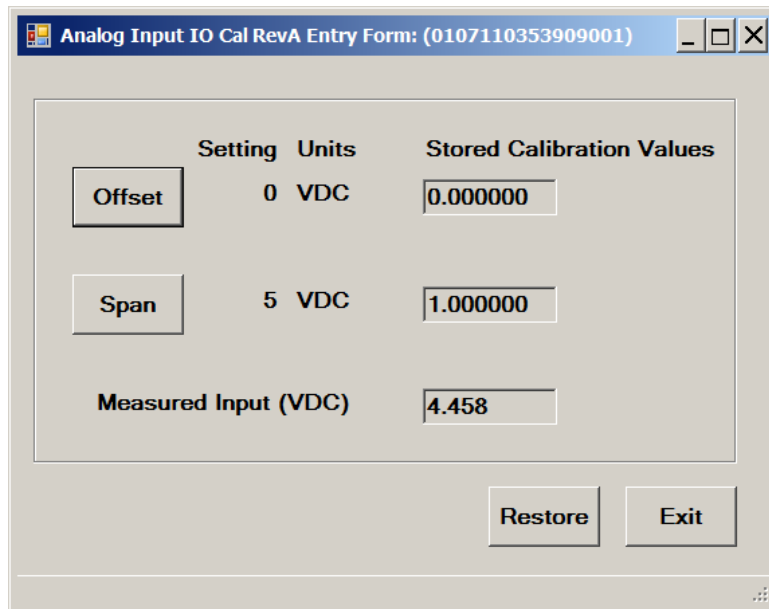 Analog Input IO Cal RevA Entry Form: (0107110353909001)
Setting Units Stored Calibration Values
Offset 0 VDC 0.000000
Span 5 VDC 1.000000
Measured Input (VDC) 4.458
Restore Exit